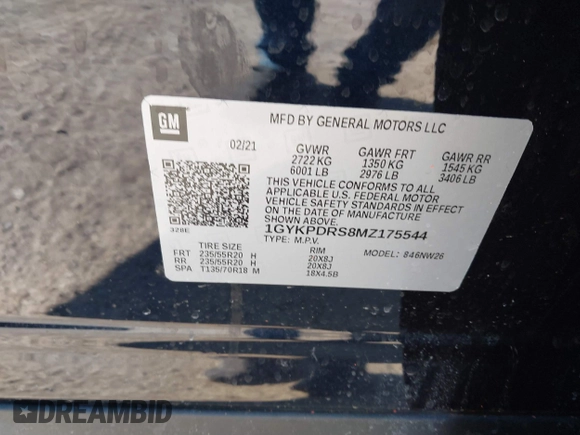 GM
MFD BY GENERAL MOTORS LLC
02/21 GVWR GAWR FRT GAWR RR
2722 KG 1350 KG 1545 KG
6001 LB 2976 LB 3406 LB
THIS VEHICLE CONFORMS TO ALL
APPLICABLE U.S. FEDERAL MOTOR
VEHICLE SAFETY STANDARDS IN EFFECT
ON THE DATE OF MANUFACTURE
SHOWN ABOVE.
1GYKPDRS8MZ175544
328E
TYPE: M.P.V. MODEL: 846NW26
TIRE SIZE RIM
FRT 235/55R20 H 20X8J
RR 235/55R20 H 20X8J
SPA T135/70R18 M 18X4.5B
DREAMBID